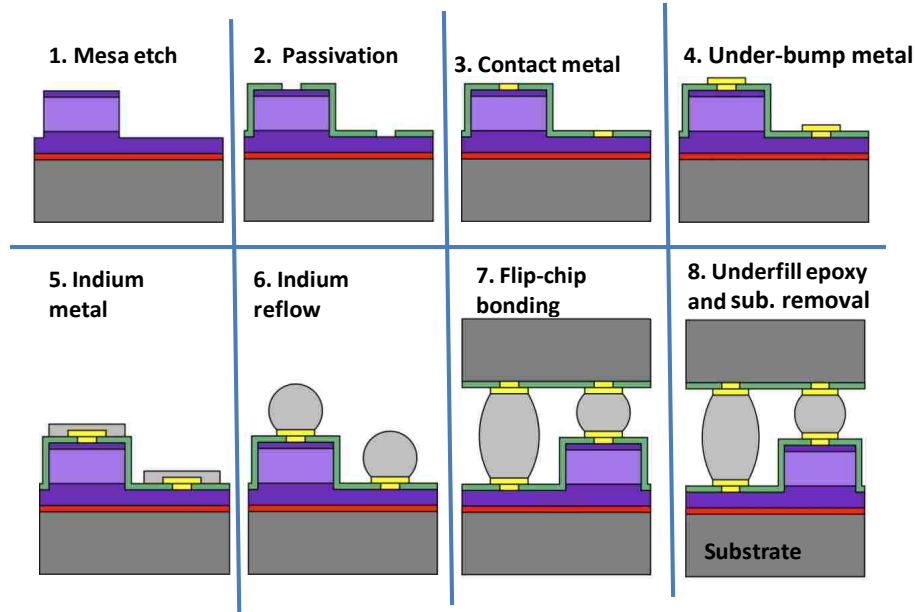 1. Mesa etch
2. Passivation
3. Contact metal
4. Under-bump metal
5. Indium
metal
6. Indium
reflow
7. Flip-chip
bonding
8. Underfill epoxy
and sub. removal
Substrate